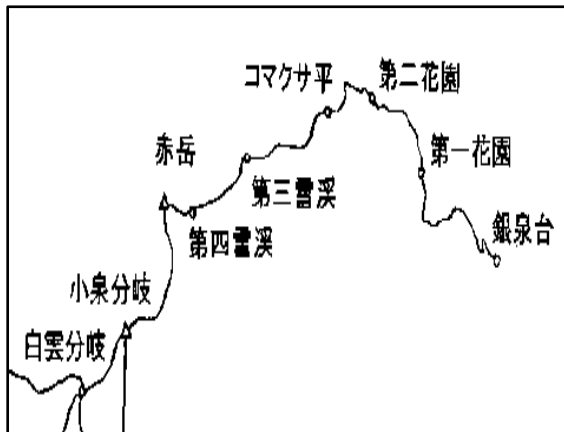 コマクサ平
第二花園
赤岳
第一花園
第三雪渓
第四雪渓
銀泉台
小泉分岐
白雲分岐